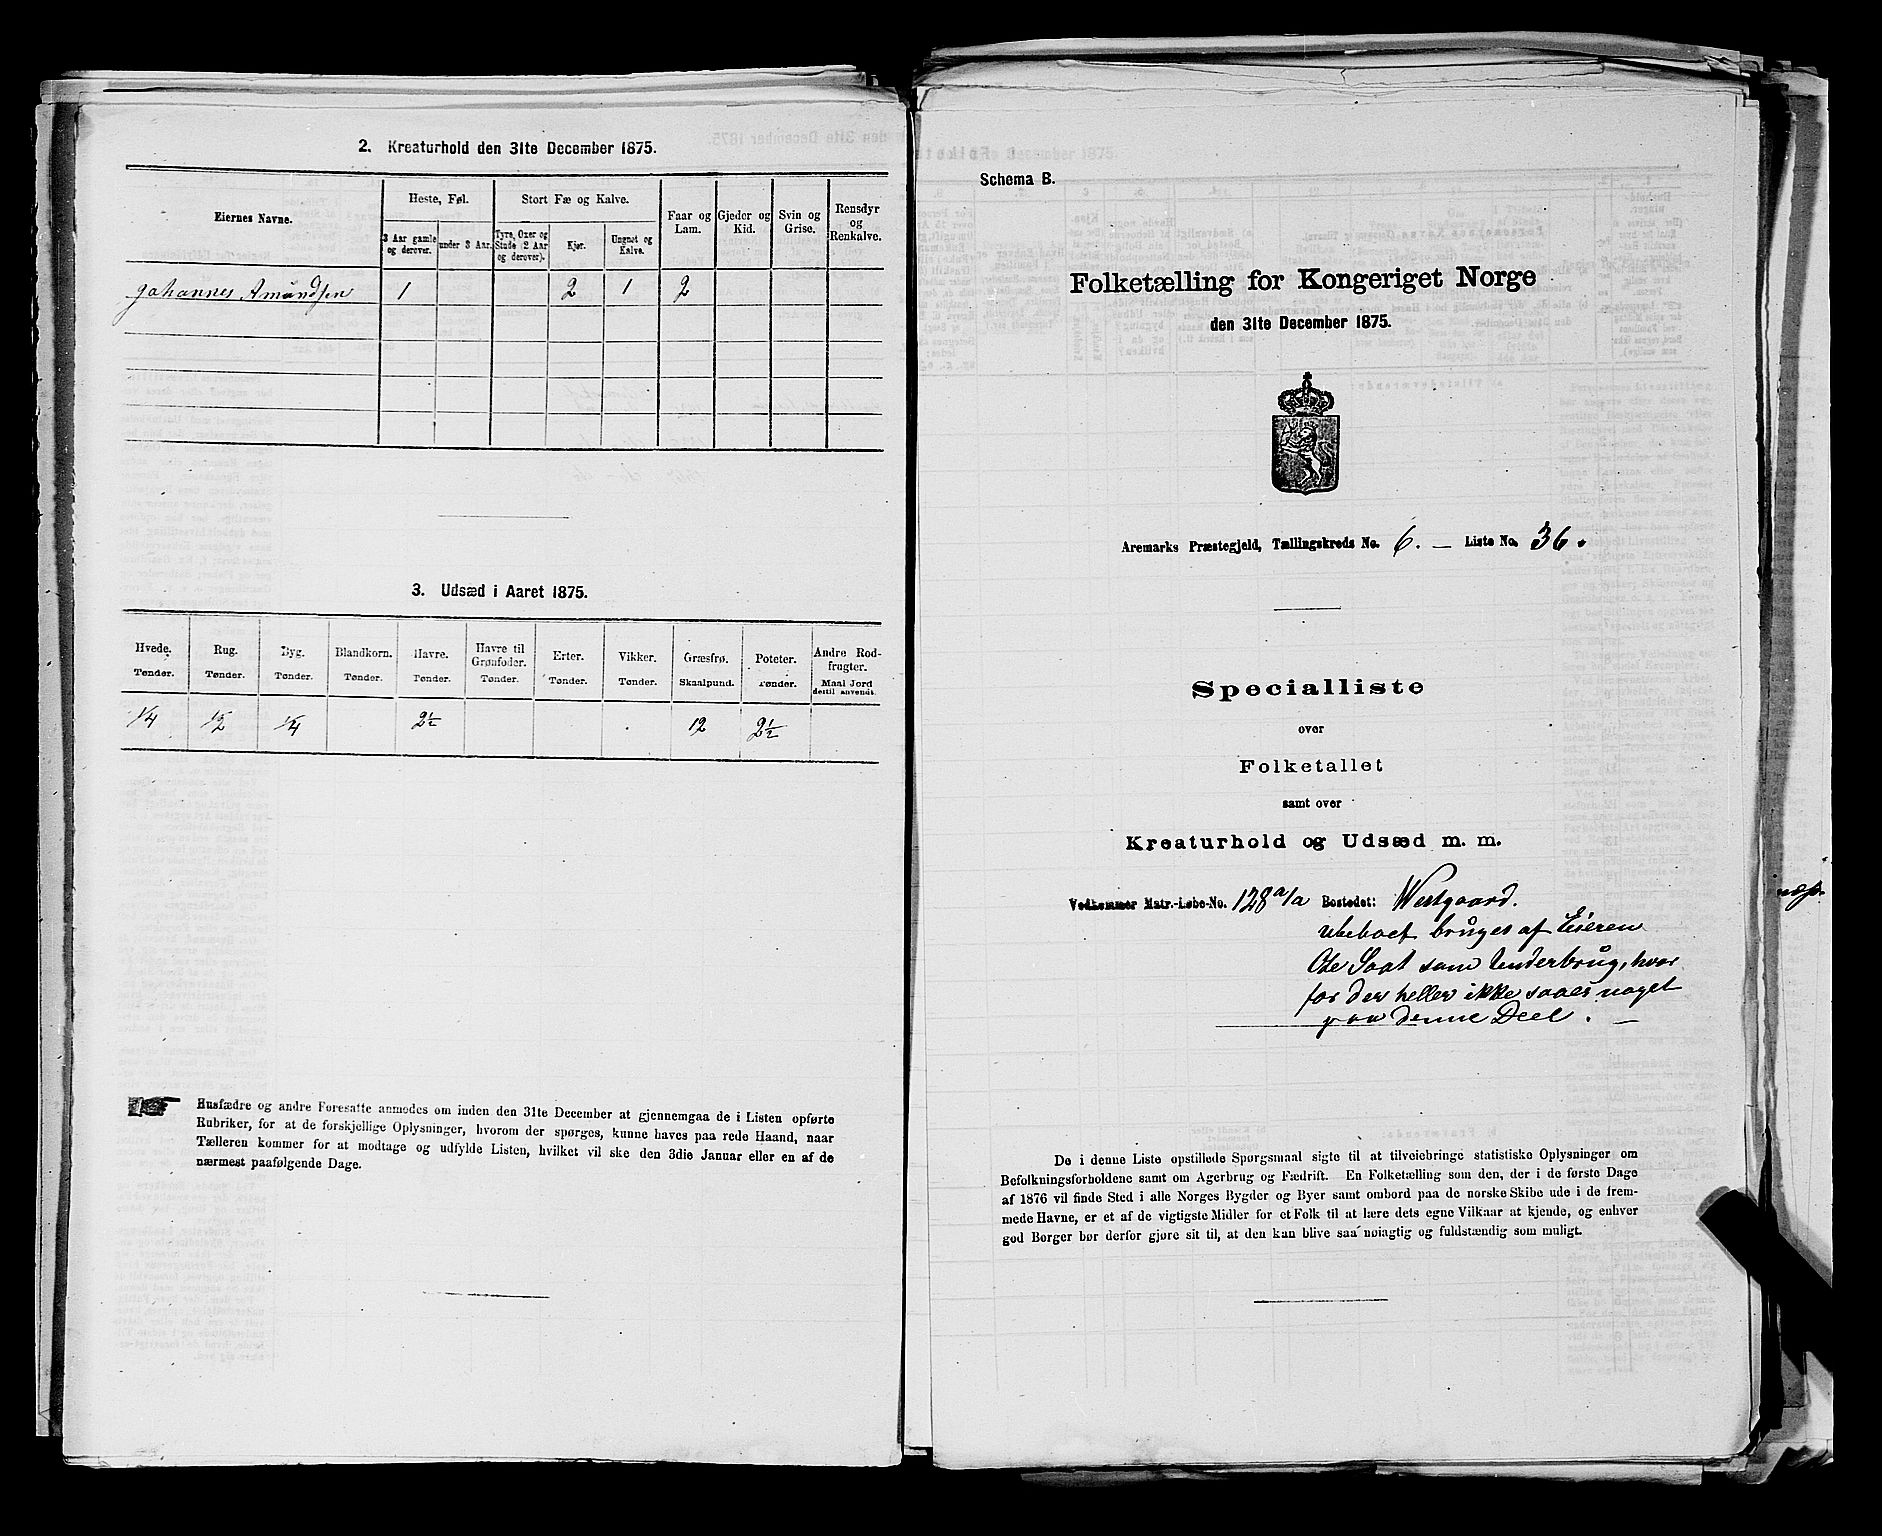 2. Kreaturhold den 31te December 1875.
Eiernes Navne.
Heste, Føl.
Stort Fæ og Kalve.
Faar og Lam.
Gjeder og Kid.
Svin og Grise.
Rensdyr og Renkalve.
3 Aar gamle og derover.
under 3 Aar.
Tyre, Oxer og Stude (2 Aar og derover).
Kjør.
Ungnøt og Kalve.
Johannes Amundsen 1 2 1 2
3. Udsæd i Aaret 1875.
Hvede. Rug. Byg. Blandkorn. Havre. Havre til Grønfoder. Erter. Vikker. Græsfrø. Poteter. Andre Rodfrugter.
Tønder. Tønder. Tønder. Tønder. Tønder. Tønder. Tønder. Tønder. Skaalpund. Tønder. Maal Jord dertil anvendt.
1/4 1/2 1/4 2 1/2 12 2 1/2
Husfædre og andre Foresatte anmodes om inden den 31te December at gjennemgaa de i Listen opførte
Rubriker, for at de forskjellige Oplysninger, hvorom der spørges, kunne haves paa rede Haand, naar
Tælleren kommer for at modtage og udfylde Listen, hvilket vil ske den 3die Januar eller en af de
nærmest paafølgende Dage.
Schema B.
Folketælling for Kongeriget Norge
den 31te December 1875.
Aremarks Præstegjeld, Tællingskreds No. 6. – Liste No. 36.
Specialliste
over
Folketallet
samt over
Kreaturhold og Udsæd m. m.
Vedkommer Matr.-Løbe-No. 128 a/a Bostedet: Westgaard.
ubeboet bruges af Eieren
Ole Saat som Underbrug, hvor
for der heller ikke saaes noget
paa denne Deel. –
De i denne Liste opstillede Spørgsmaal sigte til at tilveiebringe statistiske Oplysninger om
Befolkningsforholdene samt om Agerbrug og Fædrift. En Folketælling som den, der i de første Dage
af 1876 vil finde Sted i alle Norges Bygder og Byer samt ombord paa de norske Skibe ude i de frem-
mede Havne, er et af de vigtigste Midler for et Folk til at lære dets egne Vilkaar at kjende, og enhver
god Borger bør derfor gjøre sit til, at den kan blive saa nøiagtig og fuldstændig som muligt.